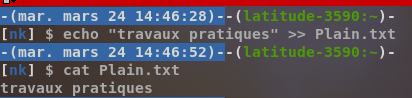 -(mar. mars 24 14:46:28)--(latitude-3590:~)-
[nk] $ echo "travaux pratiques" >> Plain.txt
-(mar. mars 24 14:46:52)--(latitude-3590:~)-
[nk] $ cat Plain.txt
travaux pratiques